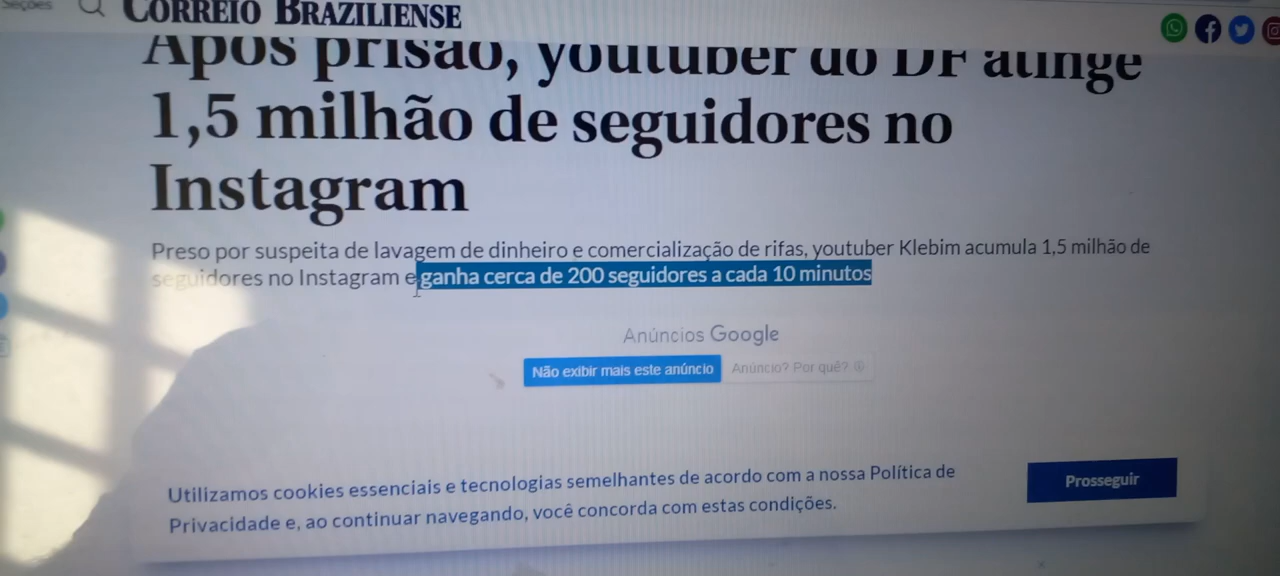 Seções
CORREIO BRAZILIENSE
Após prisão, youtuber do DF atinge
1,5 milhão de seguidores no
Instagram
Preso por suspeita de lavagem de dinheiro e comercialização de rifas, youtuber Klebim acumula 1,5 milhão de
seguidores no Instagram e ganha cerca de 200 seguidores a cada 10 minutos
Anúncios Google
Não exibir mais este anúncio Anúncio? Por quê?
Utilizamos cookies essenciais e tecnologias semelhantes de acordo com a nossa Política de
Privacidade e, ao continuar navegando, você concorda com estas condições.
Prosseguir